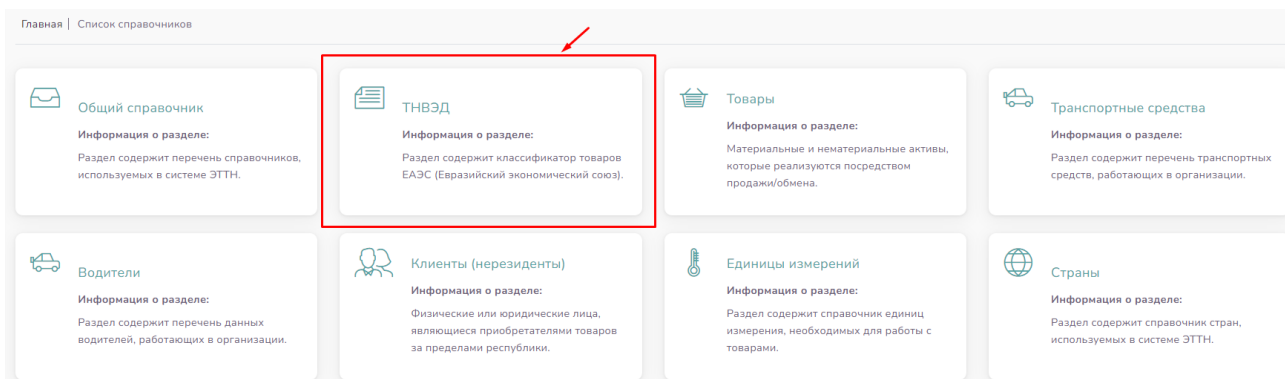 Главная | Список справочников
Общий справочник
Информация о разделе:
Раздел содержит перечень справочников,
используемых в системе ЭТТН.
ТНВЭД
Информация о разделе:
Раздел содержит классификатор товаров
ЕАЭС (Евразийский экономический союз).
Товары
Информация о разделе:
Материальные и нематериальные активы,
которые реализуются посредством
продажи/обмена.
Транспортные средства
Информация о разделе:
Раздел содержит перечень транспортных
средств, работающих в организации.
Водители
Информация о разделе:
Раздел содержит перечень данных
водителей, работающих в организации.
Клиенты (нерезиденты)
Информация о разделе:
Физические или юридические лица,
являющиеся приобретателями товаров
за пределами республики.
Единицы измерений
Информация о разделе:
Раздел содержит справочник единиц
измерения, необходимых для работы с
товарами.
Страны
Информация о разделе:
Раздел содержит справочник стран,
используемых в системе ЭТТН.